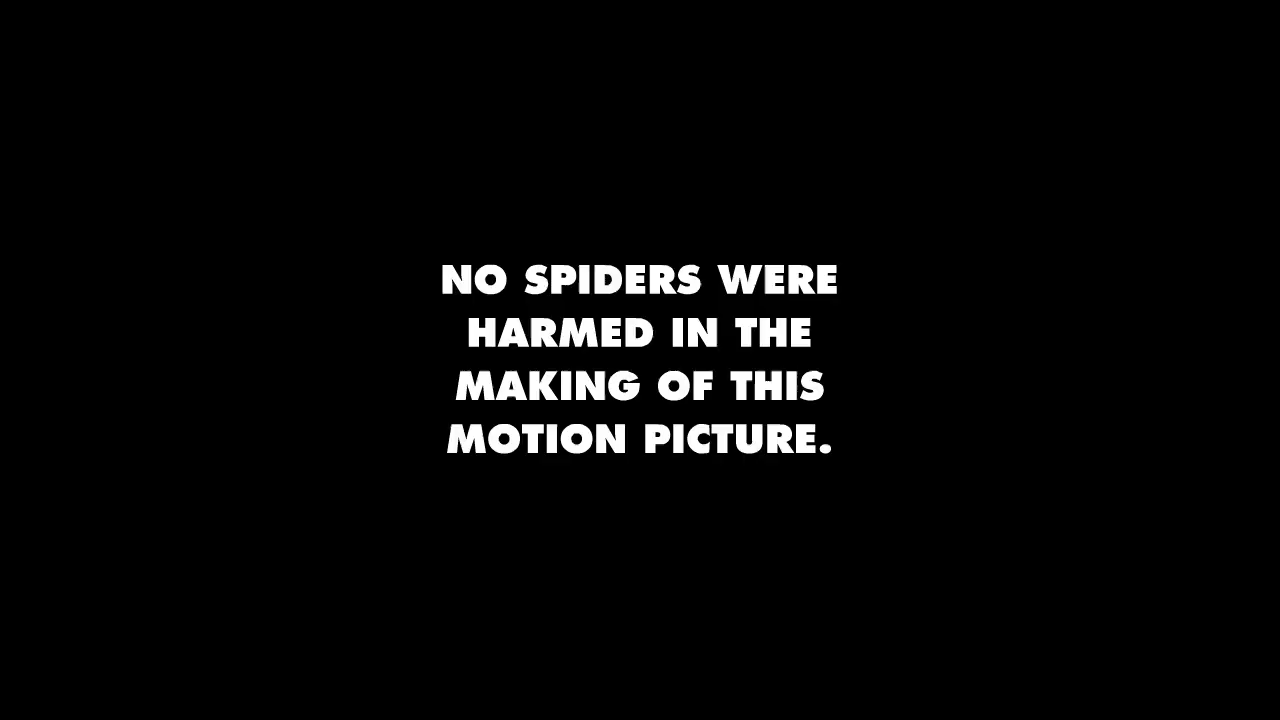 NO SPIDERS WERE
HARMED IN THE
MAKING OF THIS
MOTION PICTURE.